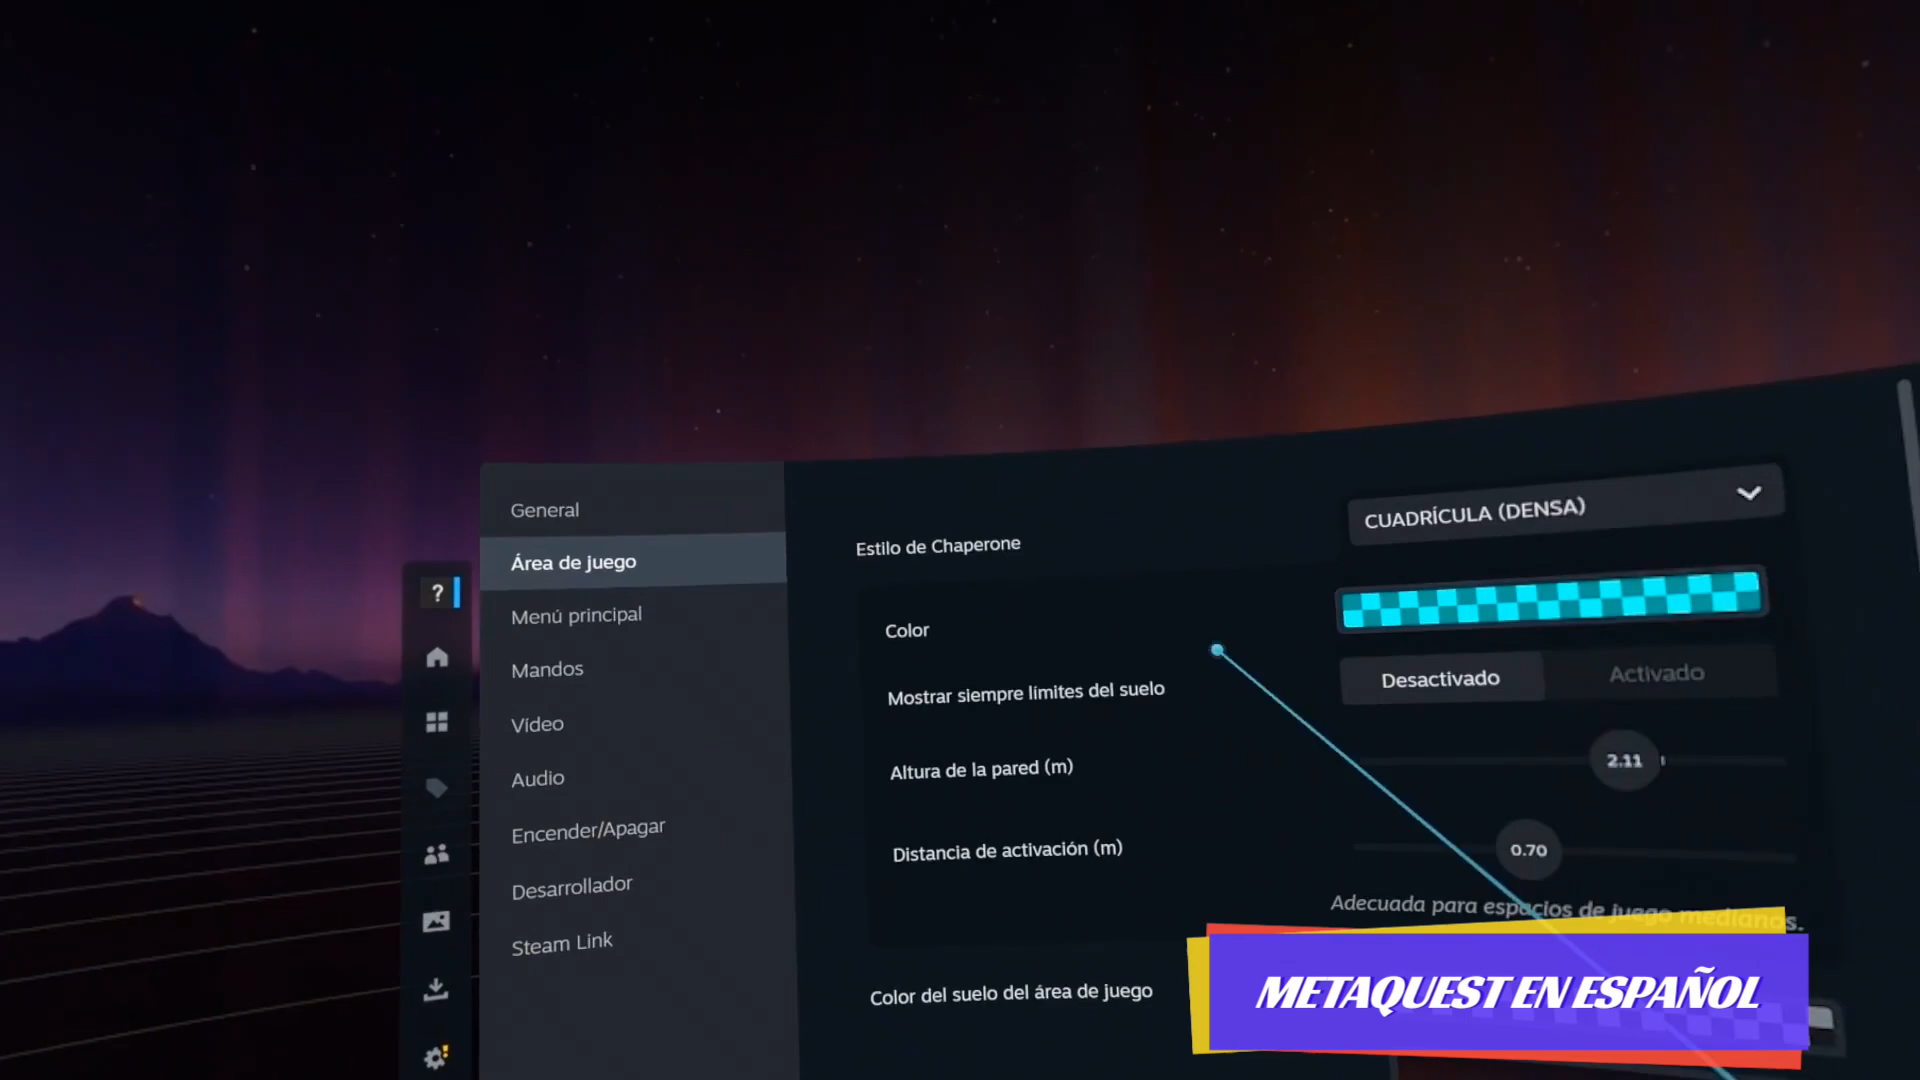 ?
General
Área de juego
Menú principal
Mandos
Vídeo
Audio
Encender/Apagar
Desarrollador
Steam Link
Estilo de Chaperone
CUADRÍCULA (DENSA)
Color
Mostrar siempre limites del suelo
Desactivado
Activado
Altura de la pared (m)
2.11
Distancia de activación (m)
0.70
Adecuada para espacios de juego medianos.
Color del suelo del área de juego
METAQUEST EN ESPAÑOL